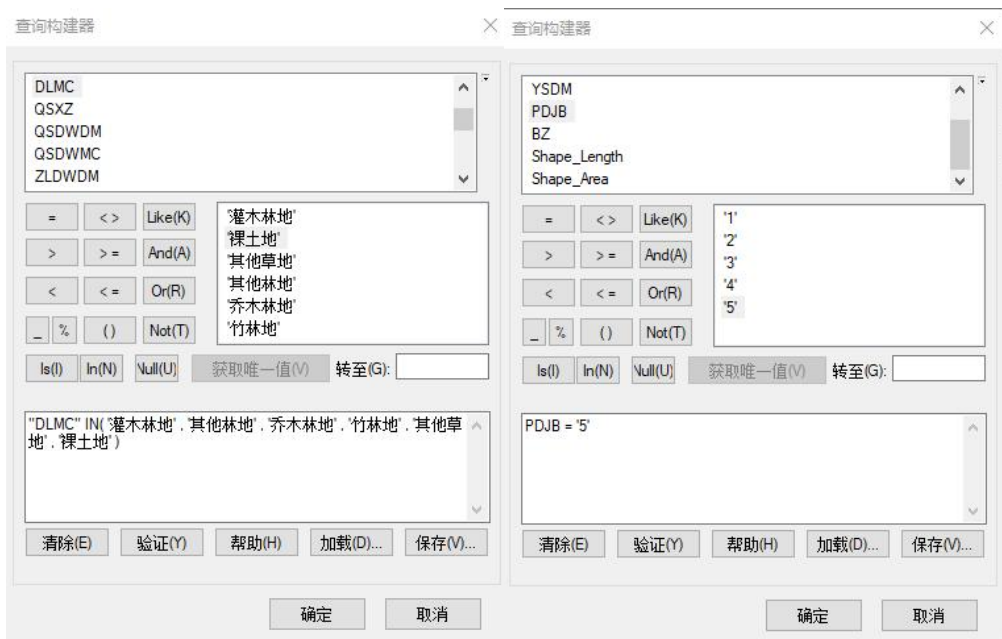 查询构建器
DLMC
QSXZ
QSDWDM
QSDWMC
ZLDWDM
= <> Like(K)
> >= And(A)
< <= Or(R)
_ % () Not(T)
Is(I) In(N) Null(U)
'灌木林地'
'裸土地'
'其他草地'
'其他林地'
'乔木林地'
'竹林地'
获取唯一值(V) 转至(G):
"DLMC" IN('灌木林地', '其他林地', '乔木林地', '竹林地', '其他草
地', '裸土地')
清除(E) 验证(Y) 帮助(H) 加载(D)... 保存(V)...
确定 取消
查询构建器
YSDM
PDJB
BZ
Shape_Length
Shape_Area
= <> Like(K)
> >= And(A)
< <= Or(R)
_ % () Not(T)
Is(I) In(N) Null(U)
'1'
'2'
'3'
'4'
'5'
获取唯一值(V) 转至(G):
PDJB = '5'
清除(E) 验证(Y) 帮助(H) 加载(D)... 保存(V)...
确定 取消